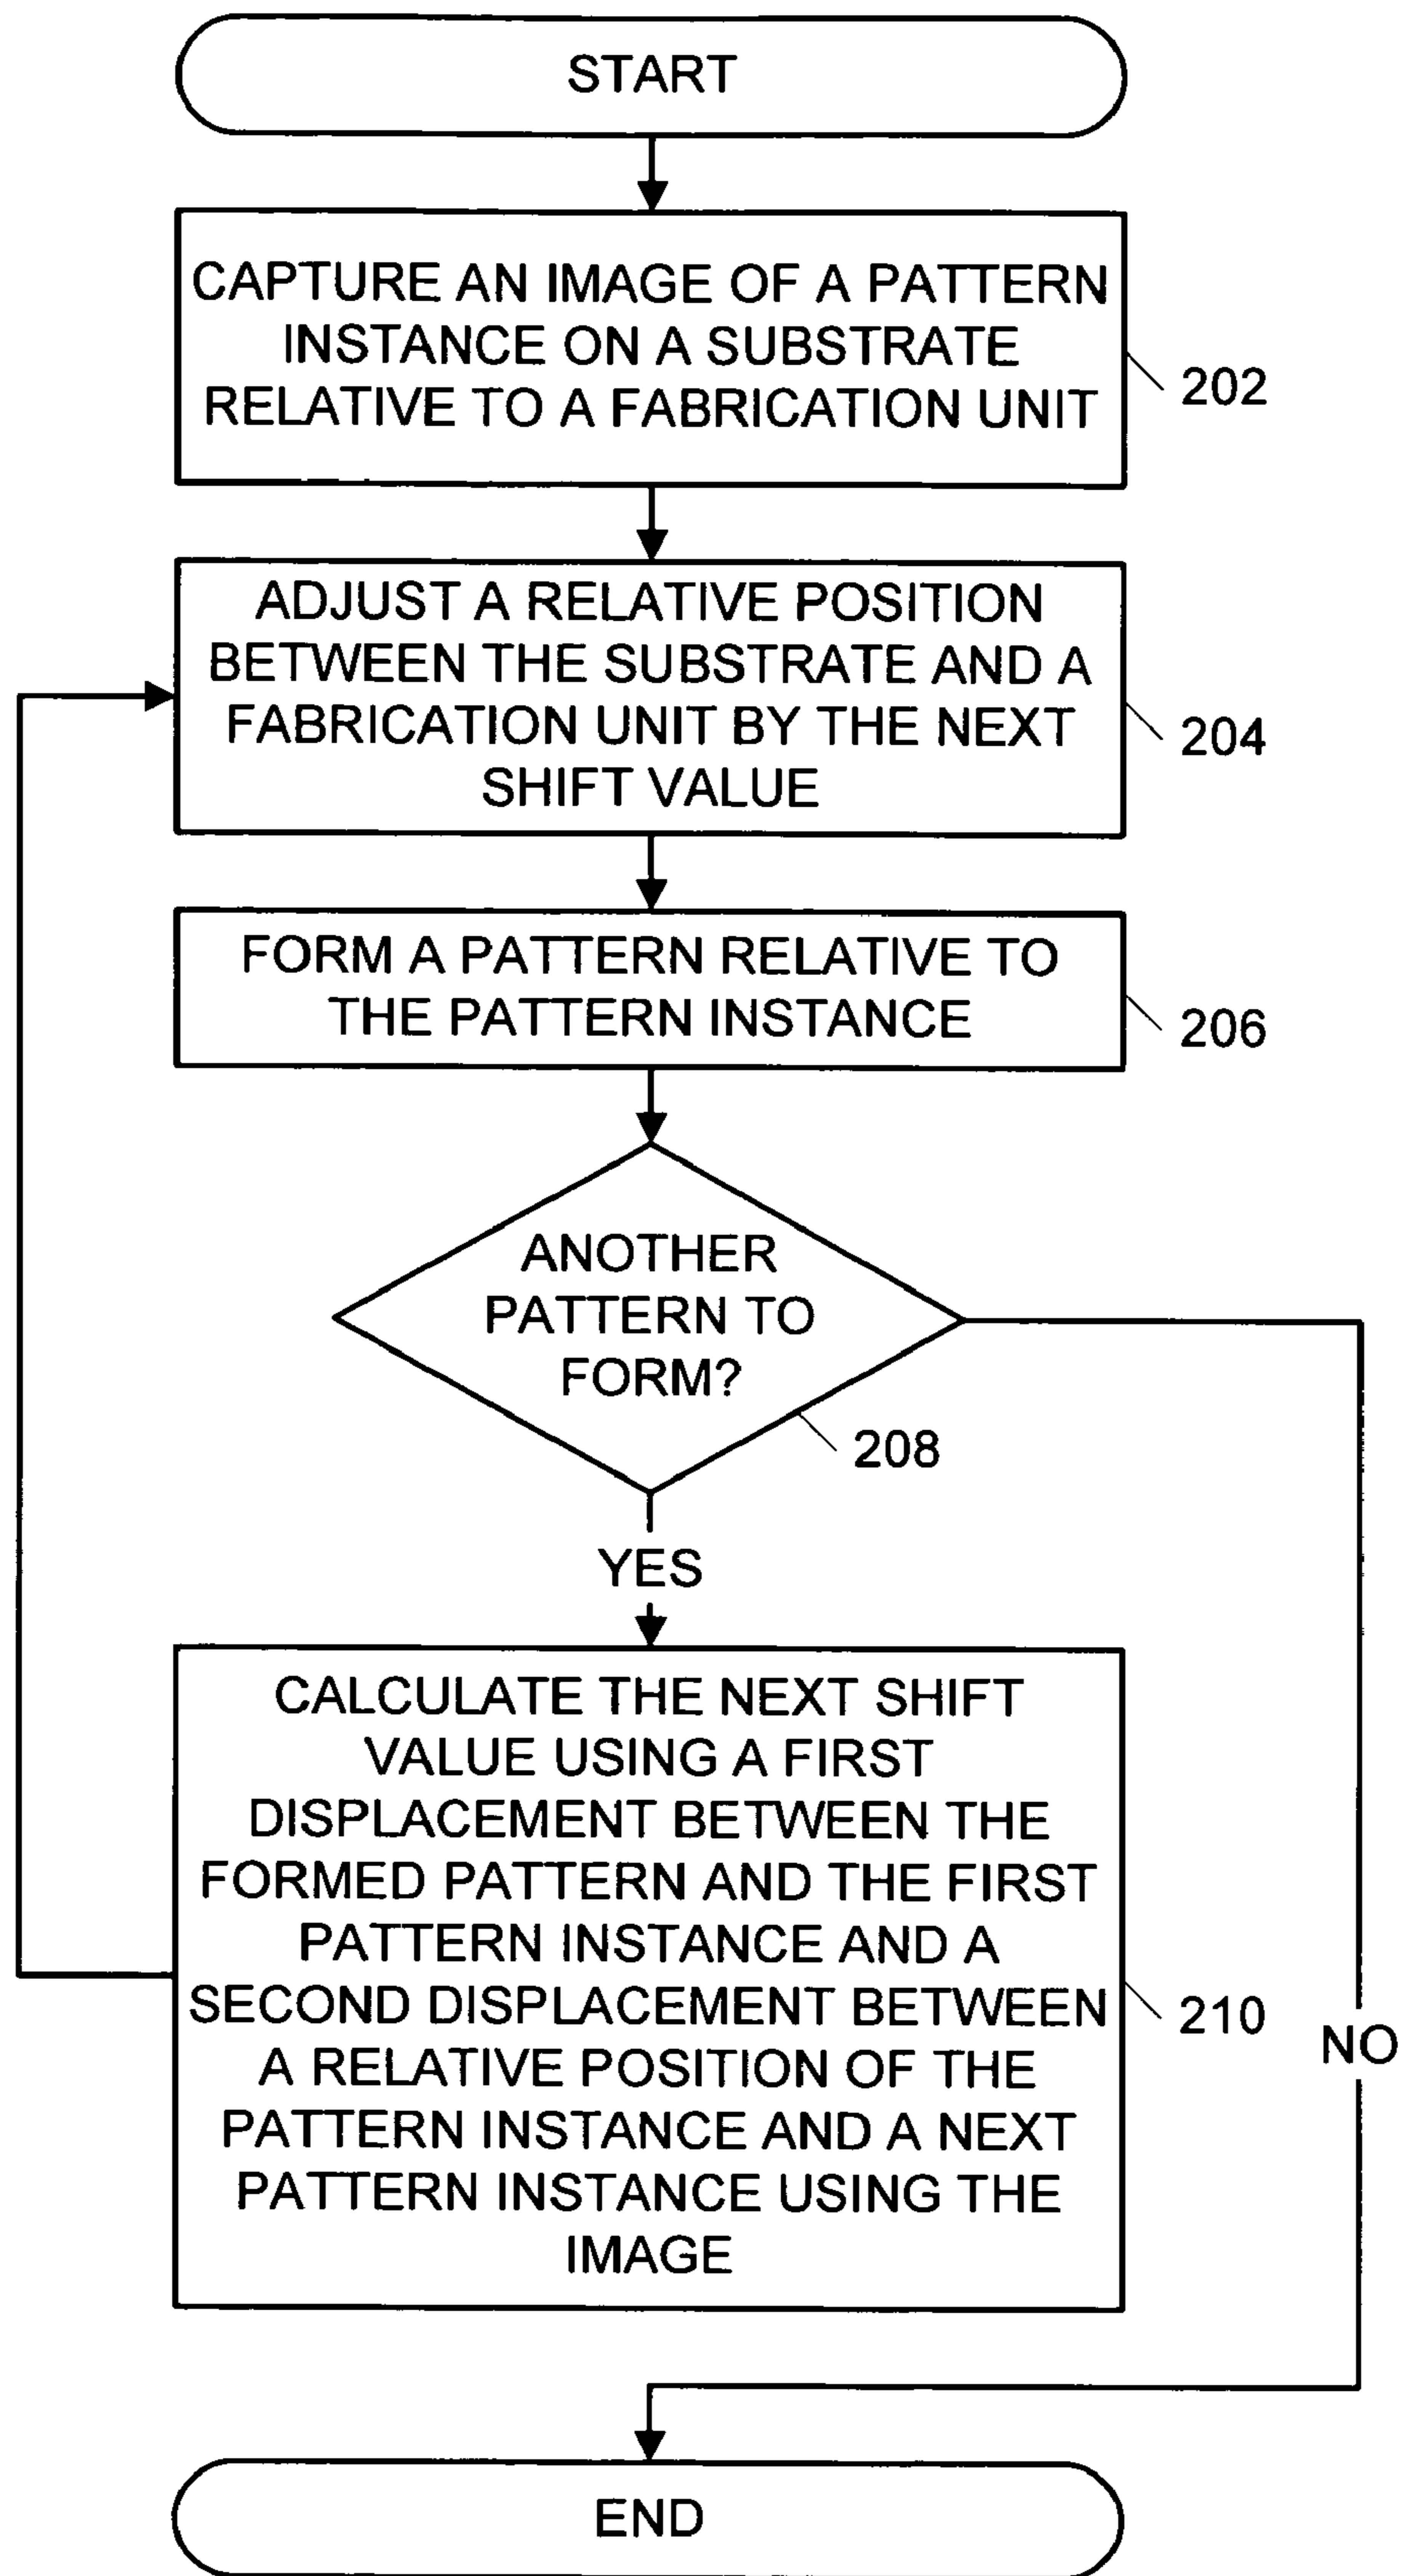 START
CAPTURE AN IMAGE OF A PATTERN
INSTANCE ON A SUBSTRATE
RELATIVE TO A FABRICATION UNIT
202
ADJUST A RELATIVE POSITION
BETWEEN THE SUBSTRATE AND A
FABRICATION UNIT BY THE NEXT
SHIFT VALUE
204
FORM A PATTERN RELATIVE TO
THE PATTERN INSTANCE
206
ANOTHER
PATTERN TO
FORM?
208
YES
CALCULATE THE NEXT SHIFT
VALUE USING A FIRST
DISPLACEMENT BETWEEN THE
FORMED PATTERN AND THE FIRST
PATTERN INSTANCE AND A
SECOND DISPLACEMENT BETWEEN
A RELATIVE POSITION OF THE
PATTERN INSTANCE AND A NEXT
PATTERN INSTANCE USING THE
IMAGE
210
NO
END